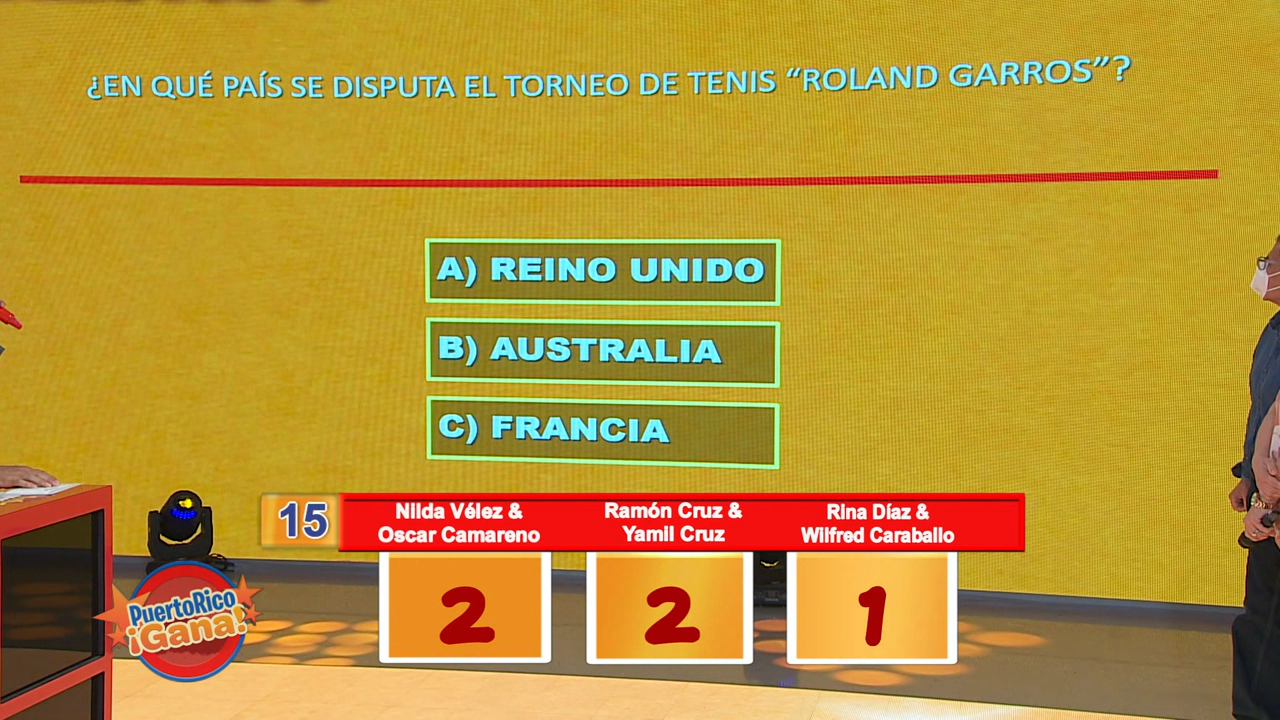 ¿EN QUÉ PAÍS SE DISPUTA EL TORNEO DE TENIS “ROLAND GARROS”?
A) REINO UNIDO
B) AUSTRALIA
C) FRANCIA
15
Nilda Vélez &
Oscar Camareno
Ramón Cruz &
Yamil Cruz
Rina Díaz &
Wilfred Caraballo
2
2
1
PuertoRico
¡Gana!